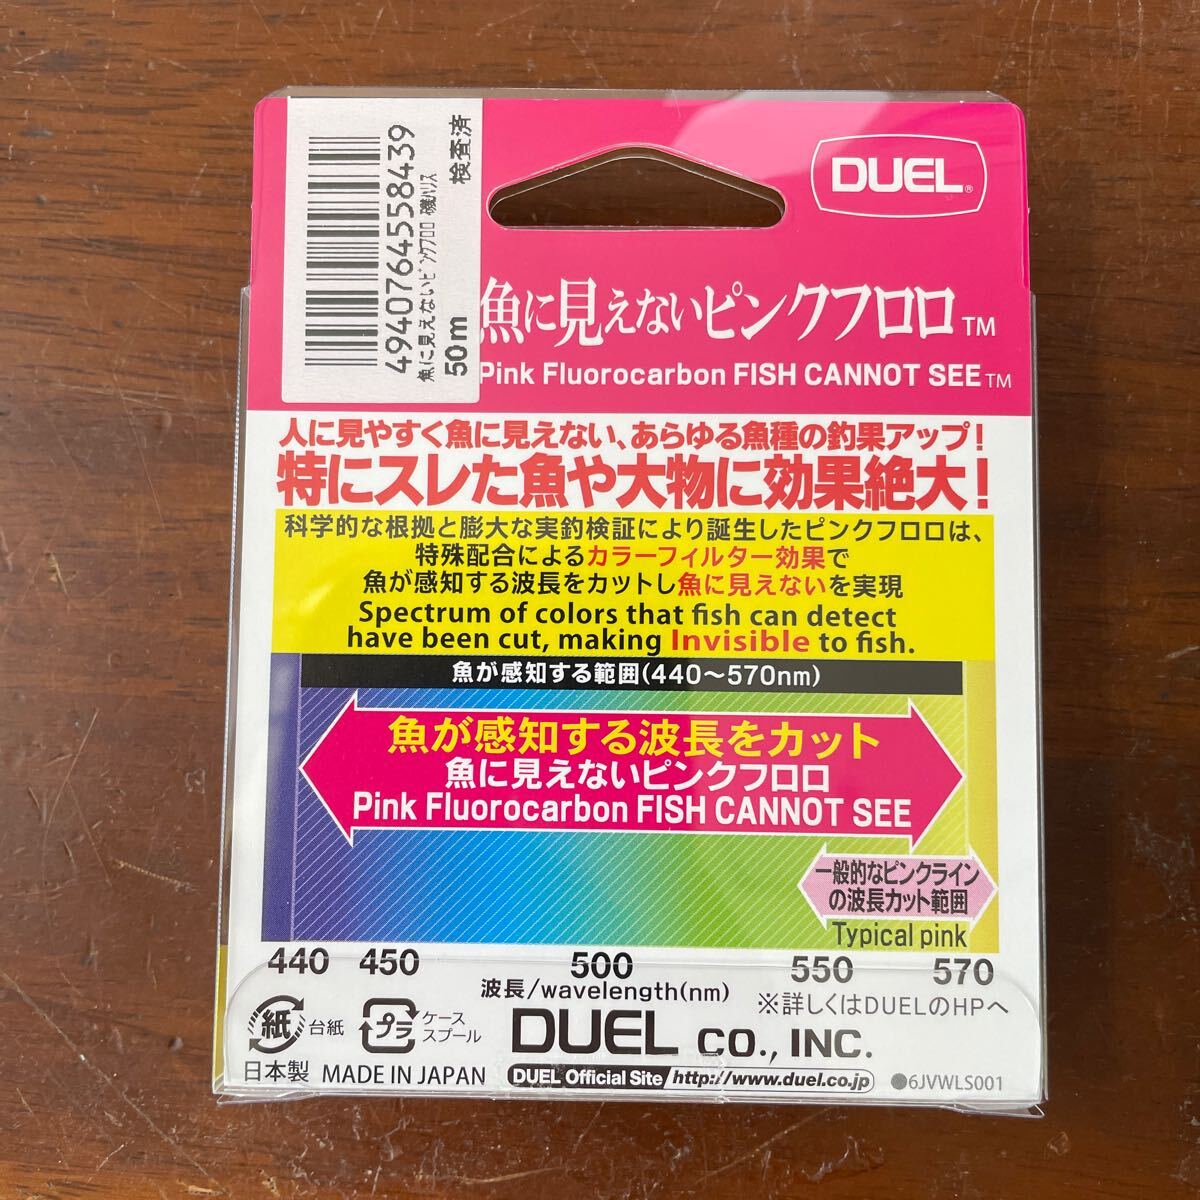 検査済
4940764558439
魚に見えないピンクフロロ 磯ハリス
50m
DUEL®
魚に見えないピンクフロロ™
Pink Fluorocarbon FISH CANNOT SEE™
人に見やすく魚に見えない、あらゆる魚種の釣果アップ!
特にスレた魚や大物に効果絶大!
科学的な根拠と膨大な実釣検証により誕生したピンクフロロは、
特殊配合によるカラーフィルター効果で
魚が感知する波長をカットし魚に見えないを実現
Spectrum of colors that fish can detect
have been cut, making Invisible to fish.
魚が感知する範囲(440〜570nm)
魚が感知する波長をカット
魚に見えないピンクフロロ
Pink Fluorocarbon FISH CANNOT SEE
一般的なピンクライン
の波長カット範囲
Typical pink
440 450 500 550 570
波長/wavelength(nm)
※詳しくはDUELのHPへ
紙 台紙
プラ ケース
スプール
DUEL CO., INC.
日本製 MADE IN JAPAN
DUEL Official Site/http://www.duel.co.jp
●6JVWLS001